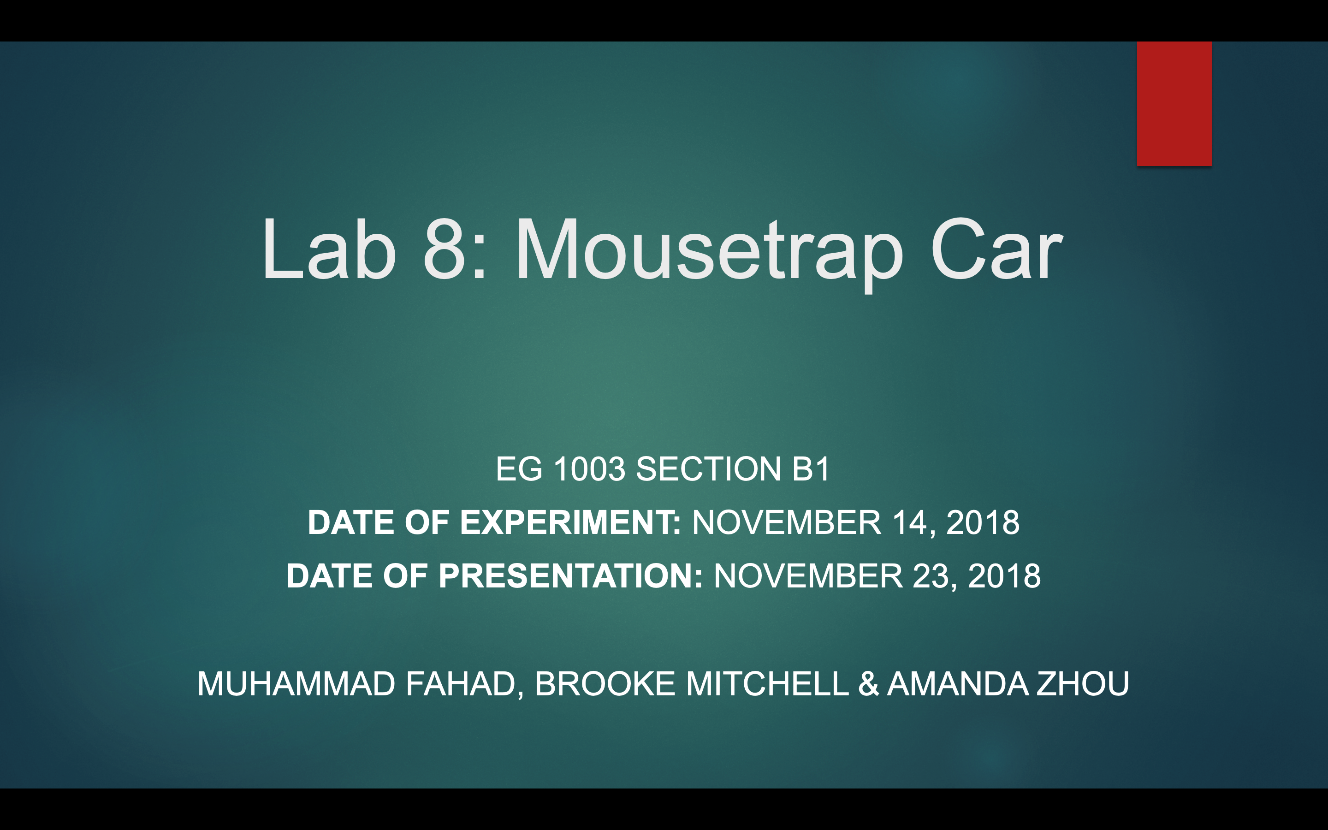 Lab 8: Mousetrap Car
EG 1003 SECTION B1
DATE OF EXPERIMENT: NOVEMBER 14, 2018
DATE OF PRESENTATION: NOVEMBER 23, 2018
MUHAMMAD FAHAD, BROOKE MITCHELL & AMANDA ZHOU